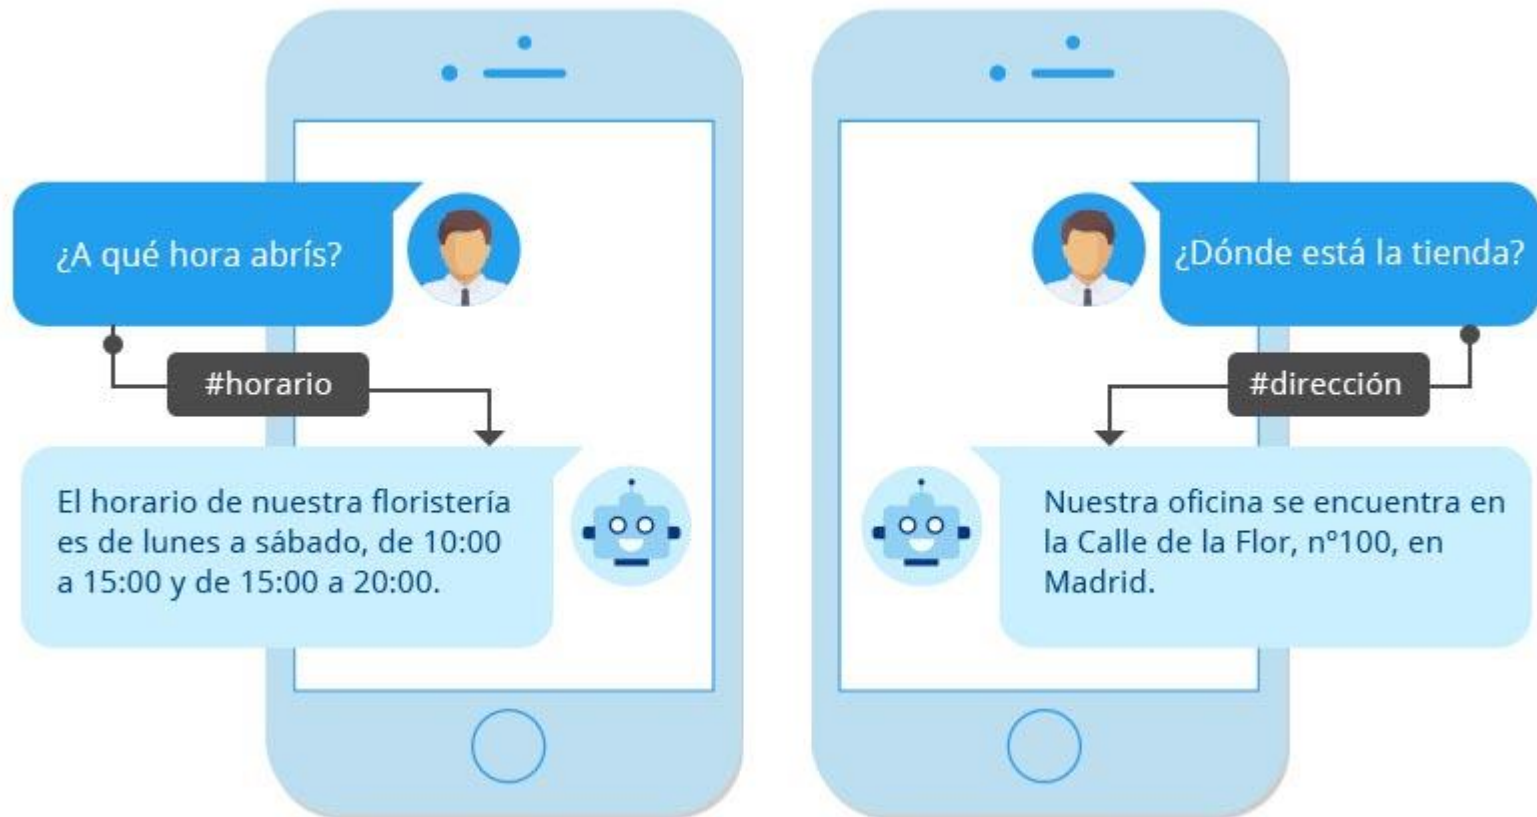 ¿A qué hora abrís?
#horario
El horario de nuestra floristería
es de lunes a sábado, de 10:00
a 15:00 y de 15:00 a 20:00.
¿Dónde está la tienda?
#dirección
Nuestra oficina se encuentra en
la Calle de la Flor, nº100, en
Madrid.